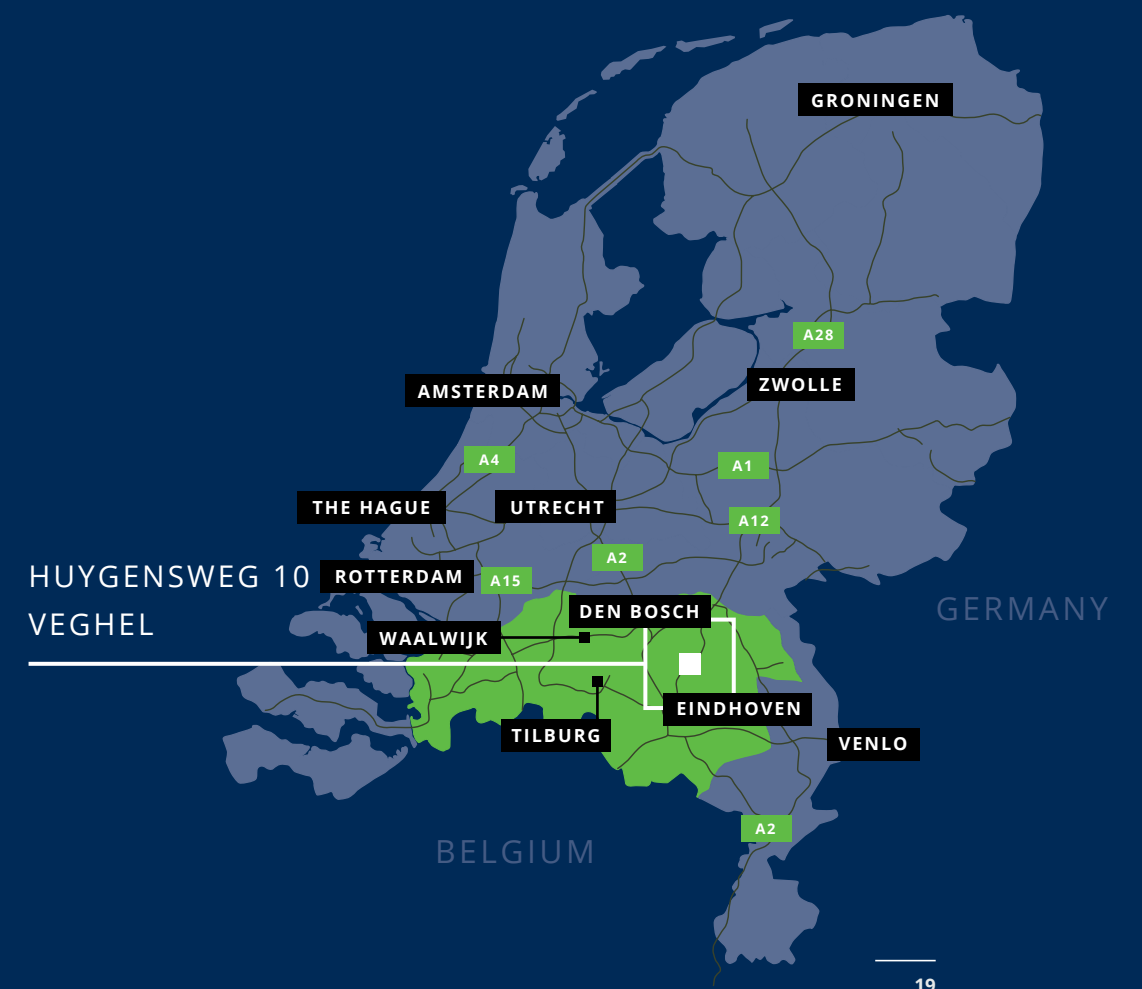 GRONINGEN
A28
ZWOLLE
AMSTERDAM
A4
A1
THE HAGUE
UTRECHT
A12
A2
HUYGENSWEG 10
VEGHEL
ROTTERDAM
A15
DEN BOSCH
GERMANY
WAALWIJK
EINDHOVEN
TILBURG
VENLO
A2
BELGIUM
19